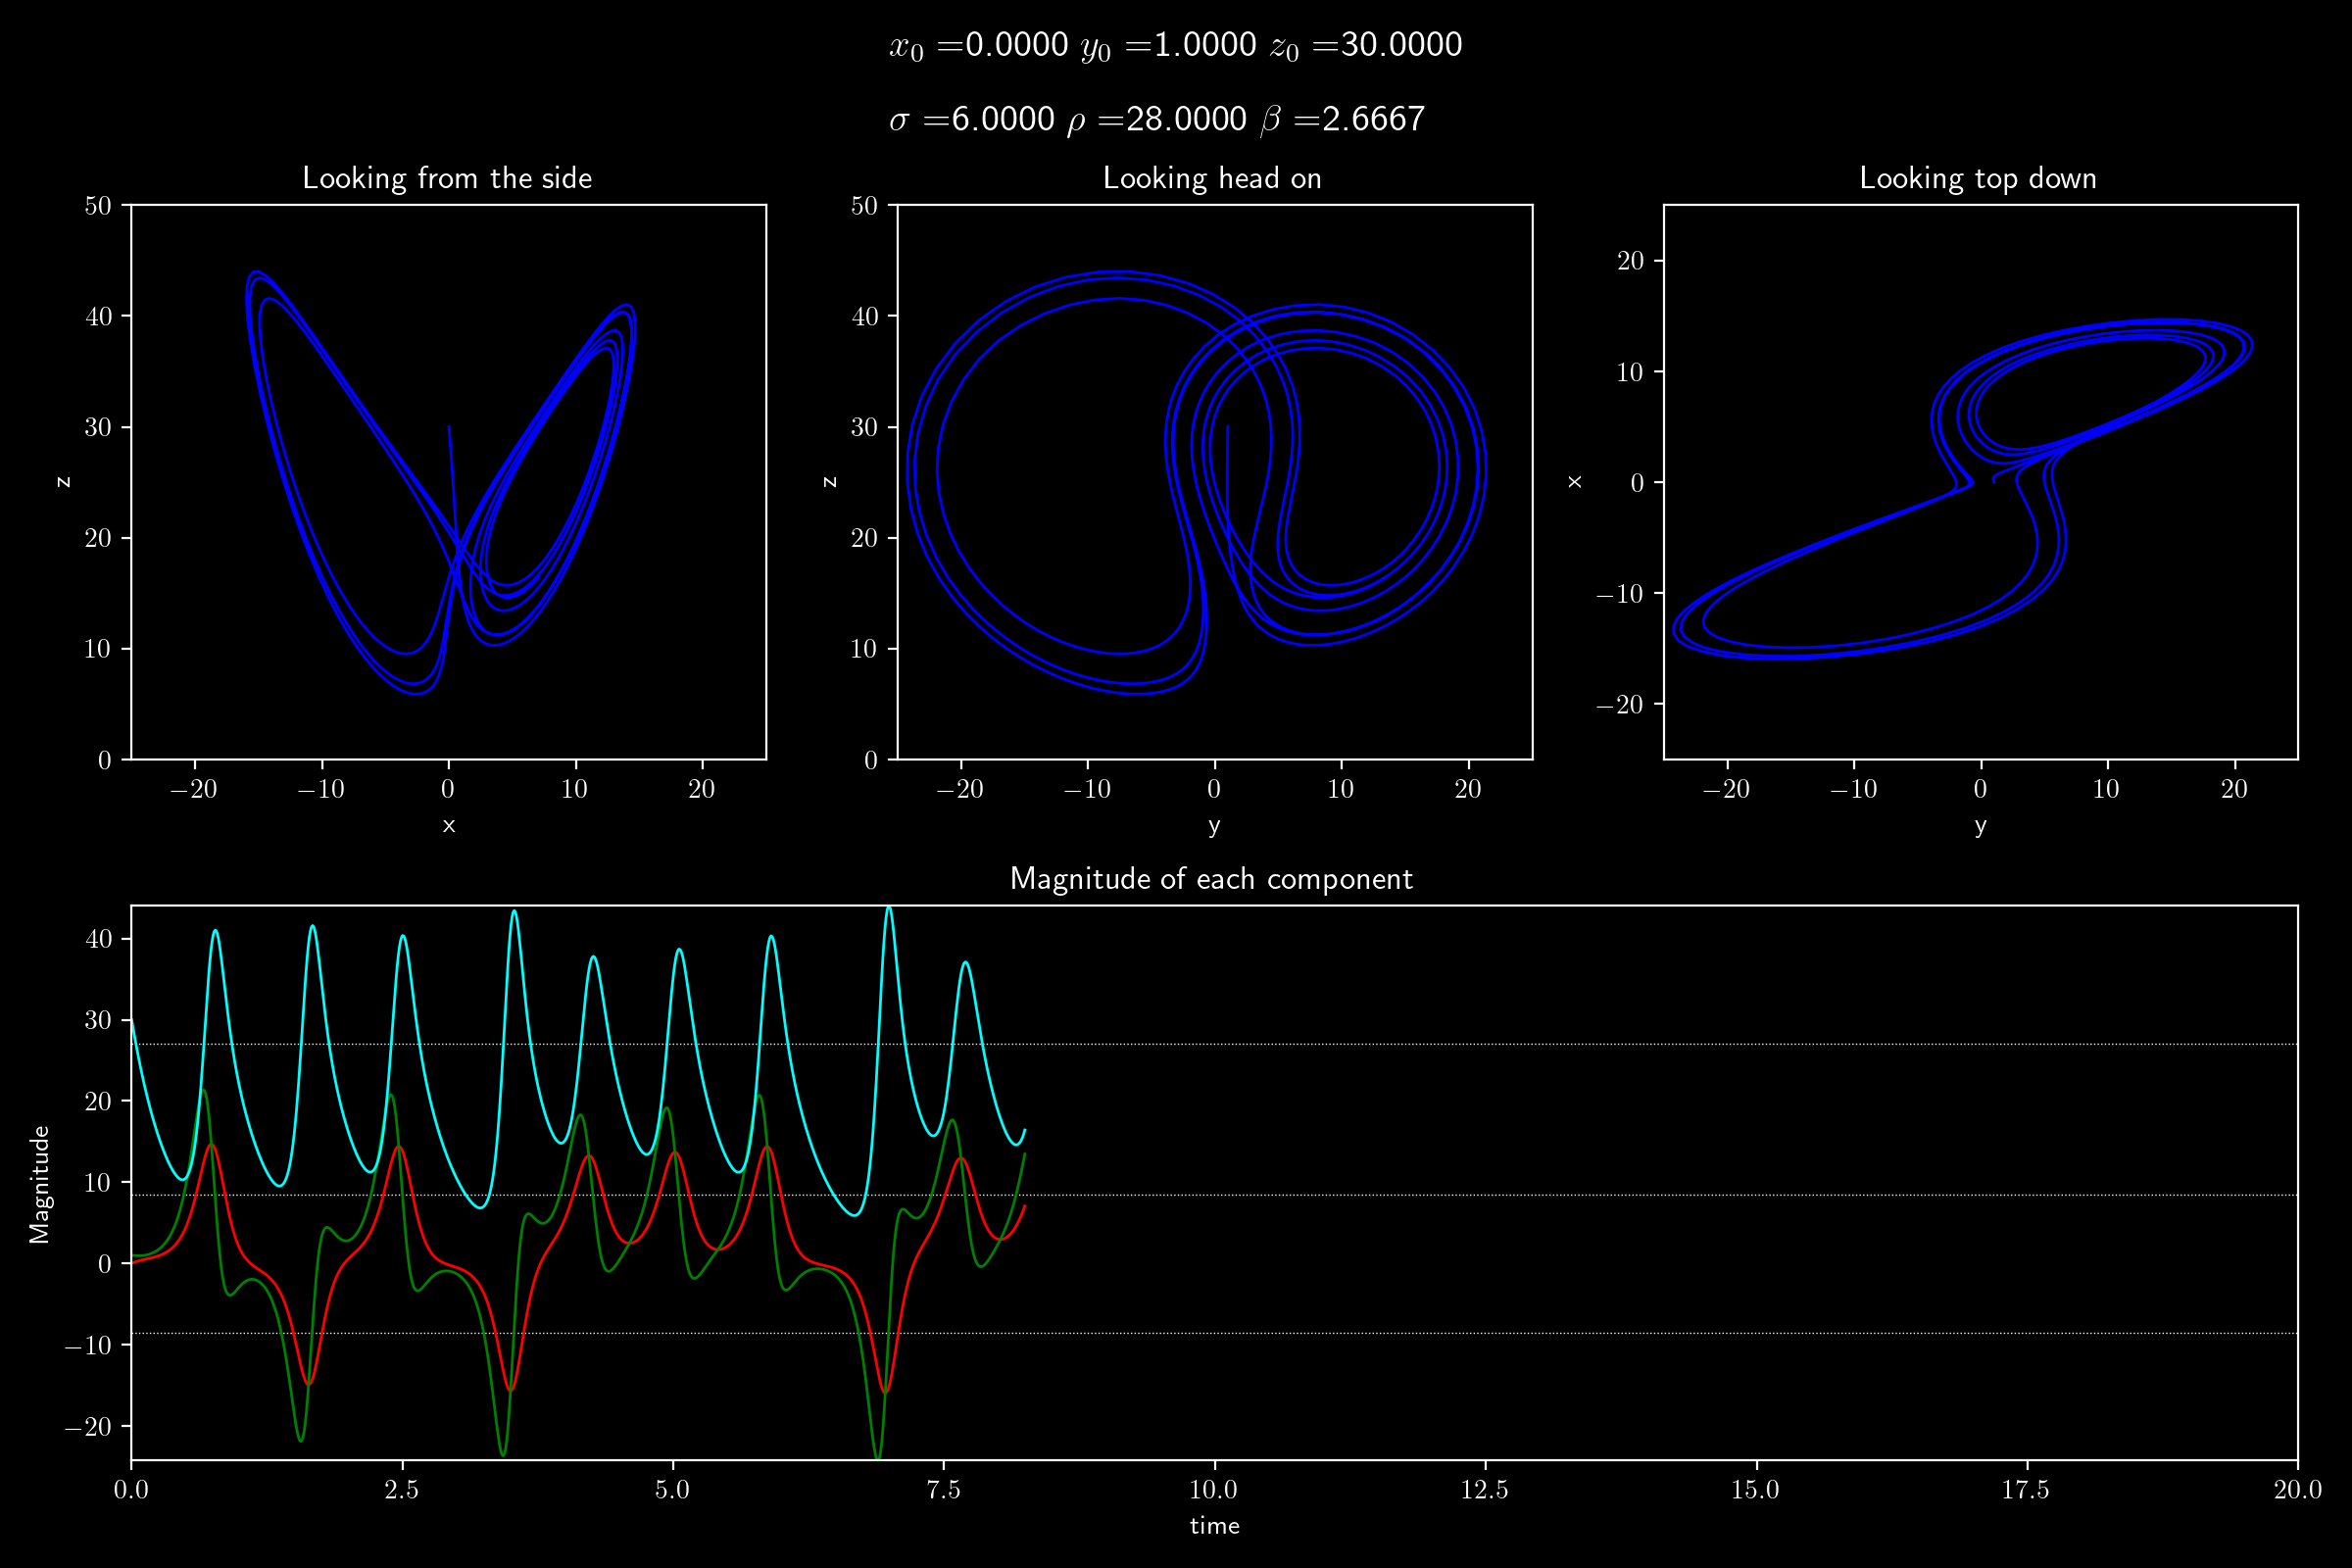 x₀ =0.0000 y₀ =1.0000 z₀ =30.0000
σ =6.0000 ρ =28.0000 β =2.6667
Looking from the side
50
40
30
20
10
0
z
−20 −10 0 10 20
x
Looking head on
50
40
30
20
10
0
z
−20 −10 0 10 20
y
Looking top down
20
10
0
−10
−20
x
−20 −10 0 10 20
y
Magnitude of each component
40
30
20
10
0
−10
−20
Magnitude
0.0 2.5 5.0 7.5 10.0 12.5 15.0 17.5 20.0
time